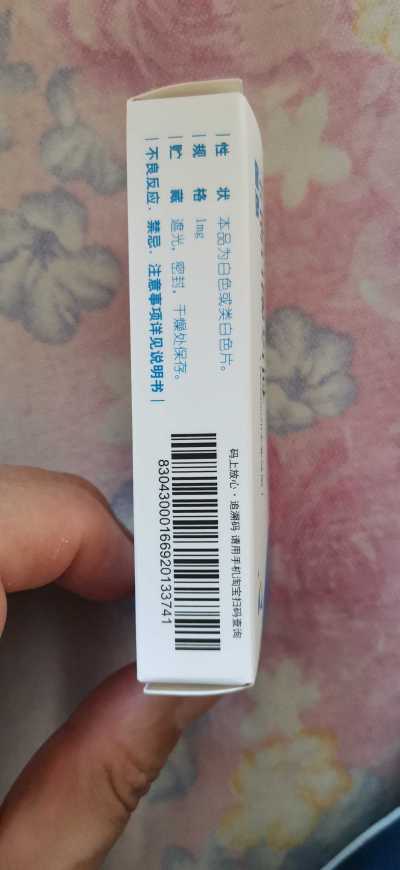 |性 状 本品为白色或类白色片。
|规 格 1mg
|贮 藏 遮光，密封，干燥处保存。
|不良反应、禁忌、注意事项详见说明书|
码上放心·追溯码 请用手机淘宝扫码查询
83043000166920133741